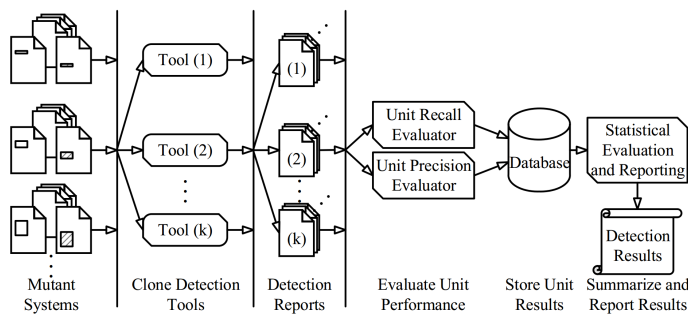 Tool (1)
Tool (2)
Tool (k)
(1)
(2)
(k)
Unit Recall
Evaluator
Unit Precision
Evaluator
Database
Statistical
Evaluation
and Reporting
Detection
Results
Mutant
Systems
Clone Detection
Tools
Detection
Reports
Evaluate Unit
Performance
Store Unit
Results
Summarize and
Report Results